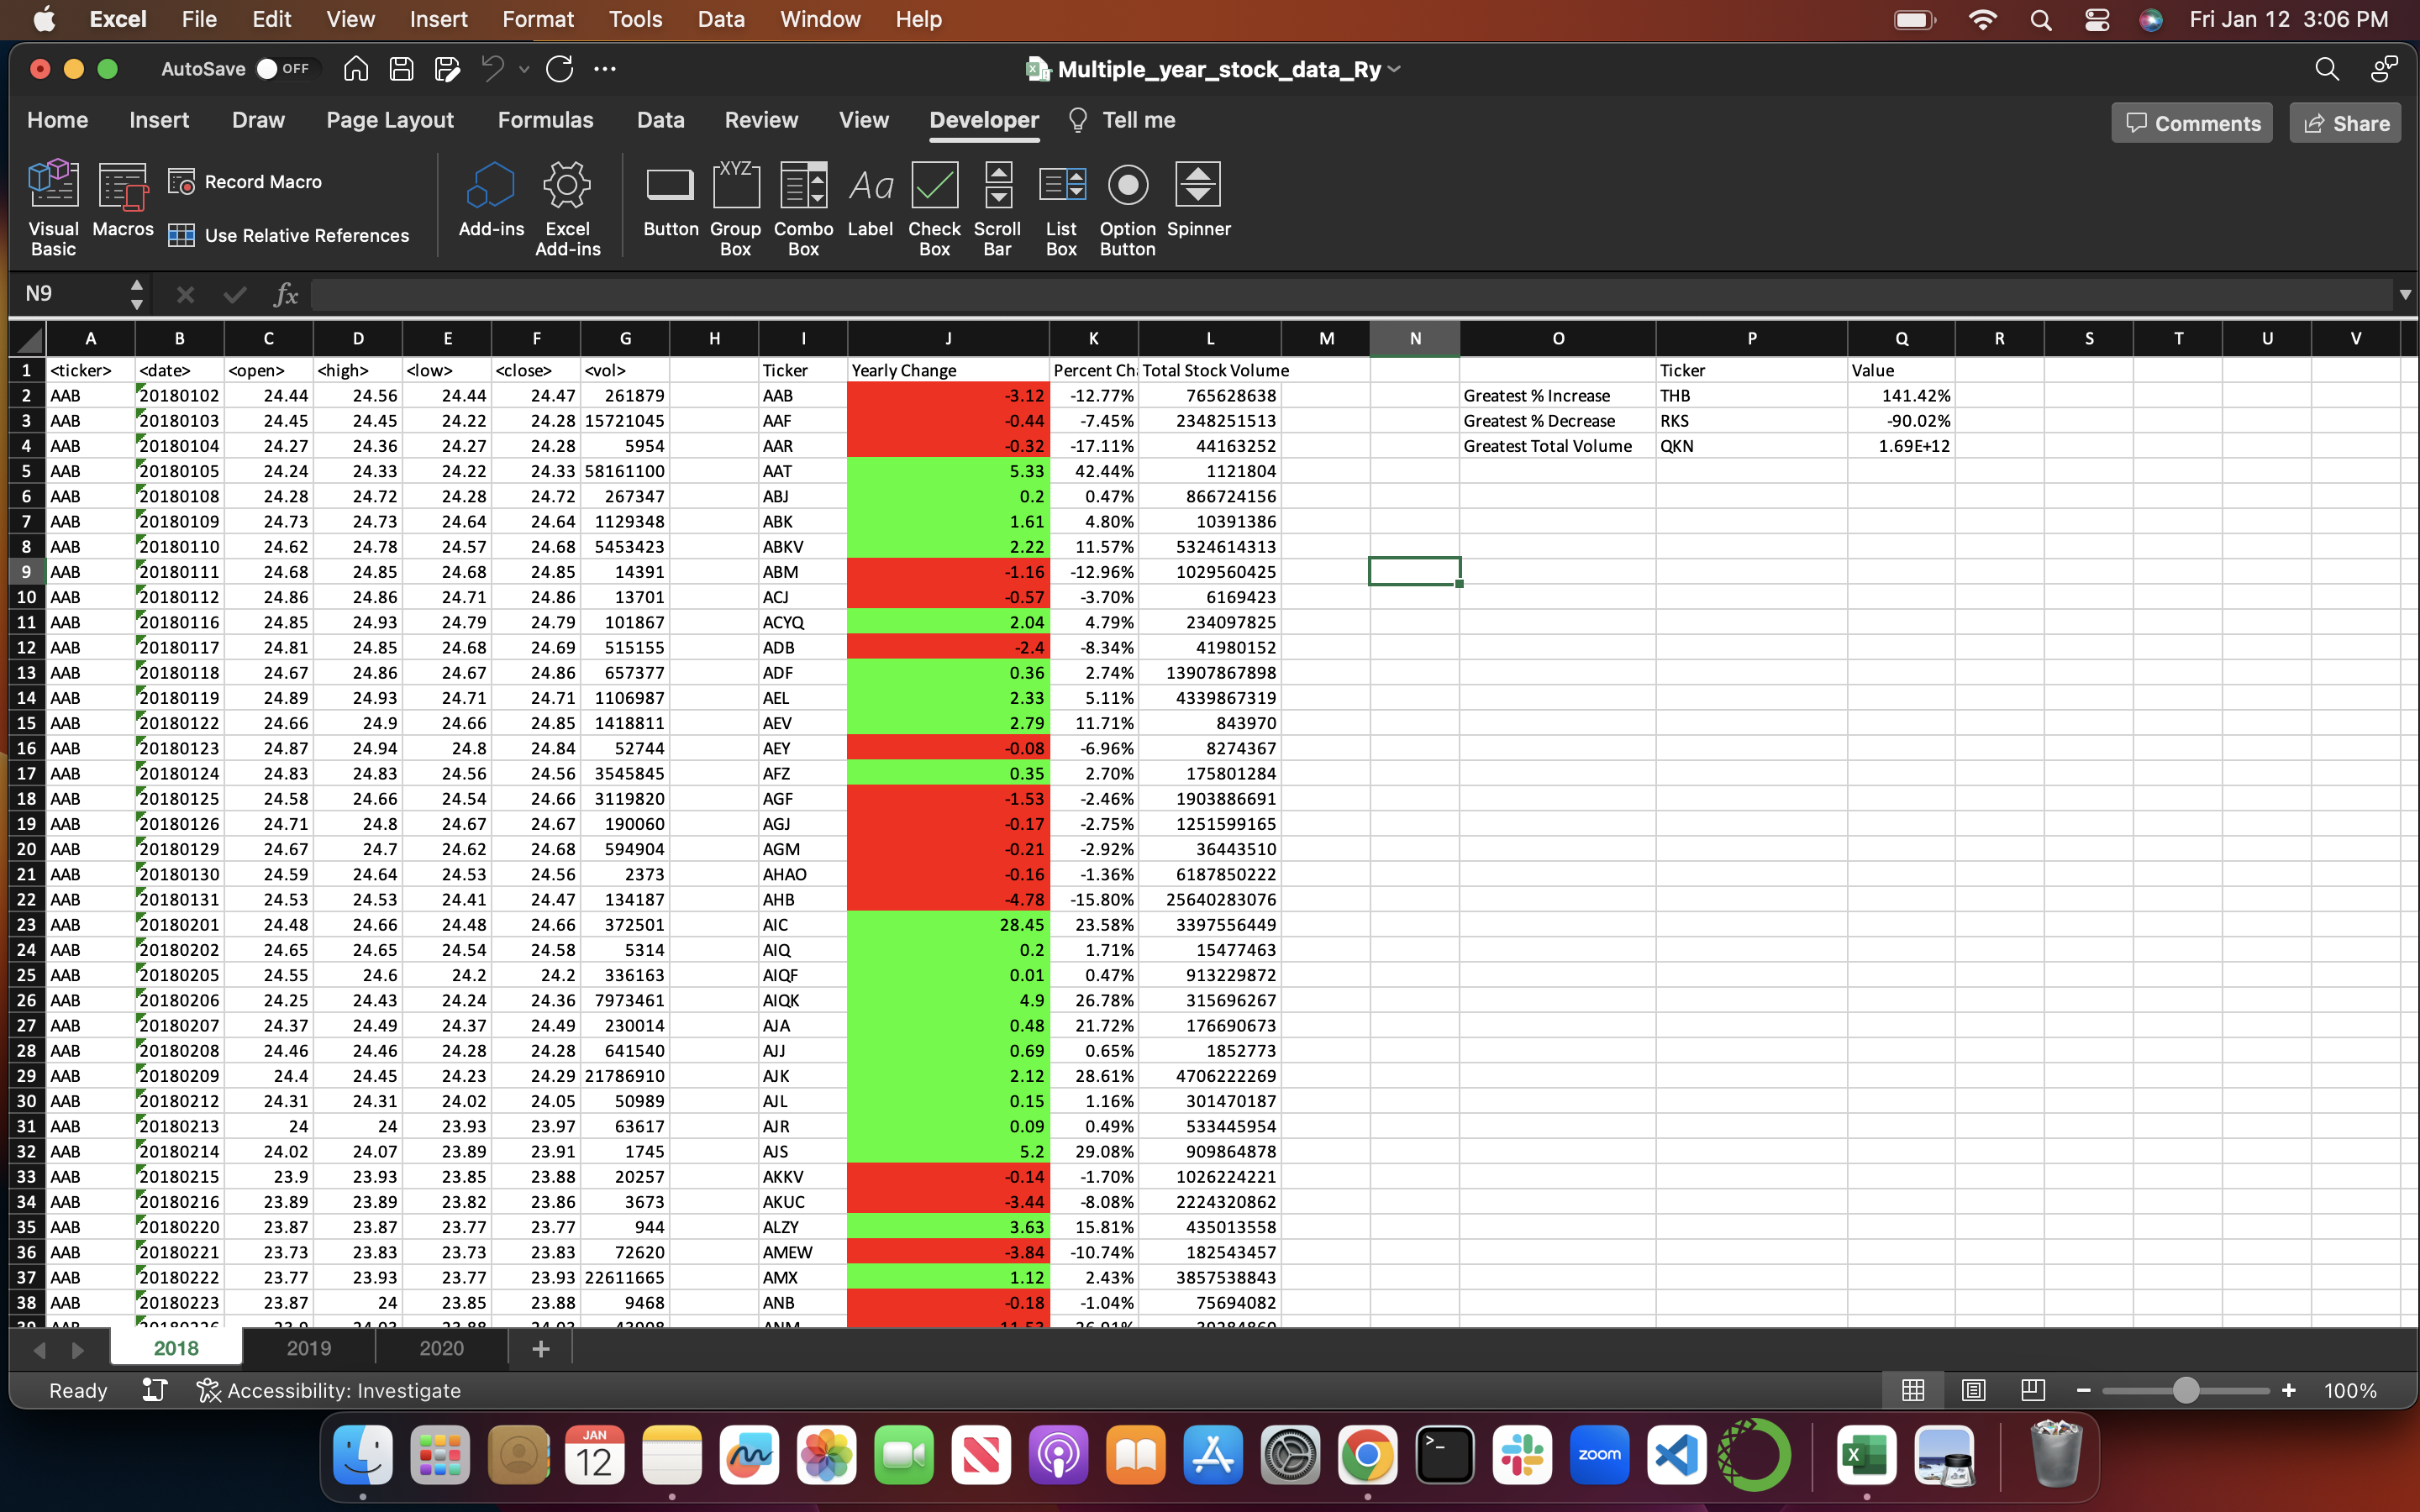 Excel File Edit View Insert Format Tools Data Window Help Fri Jan 12 3:06 PM
AutoSave OFF Multiple_year_stock_data_Ry
Home Insert Draw Page Layout Formulas Data Review View Developer Tell me Comments Share
Visual Basic Macros Record Macro Use Relative References Add-ins Excel Add-ins Button Group Box Combo Box Label Check Box Scroll Bar List Box Option Button Spinner
N9 fx
A B C D E F G H I J K L M N O P Q R S T U V
1 <ticker> <date> <open> <high> <low> <close> <vol> Ticker Yearly Change Percent Ch Total Stock Volume Ticker Value
2 AAB 20180102 24.44 24.56 24.44 24.47 261879 AAB -3.12 -12.77% 765628638 Greatest % Increase THB 141.42%
3 AAB 20180103 24.45 24.45 24.22 24.28 15721045 AAF -0.44 -7.45% 2348251513 Greatest % Decrease RKS -90.02%
4 AAB 20180104 24.27 24.36 24.27 24.28 5954 AAR -0.32 -17.11% 44163252 Greatest Total Volume QKN 1.69E+12
5 AAB 20180105 24.24 24.33 24.22 24.33 58161100 AAT 5.33 42.44% 1121804
6 AAB 20180108 24.28 24.72 24.28 24.72 267347 ABJ 0.2 0.47% 866724156
7 AAB 20180109 24.73 24.73 24.64 24.64 1129348 ABK 1.61 4.80% 10391386
8 AAB 20180110 24.62 24.78 24.57 24.68 5453423 ABKV 2.22 11.57% 5324614313
9 AAB 20180111 24.68 24.85 24.68 24.85 14391 ABM -1.16 -12.96% 1029560425
10 AAB 20180112 24.86 24.86 24.71 24.86 13701 ACJ -0.57 -3.70% 6169423
11 AAB 20180116 24.85 24.93 24.79 24.79 101867 ACYQ 2.04 4.79% 234097825
12 AAB 20180117 24.81 24.85 24.68 24.69 515155 ADB -2.4 -8.34% 41980152
13 AAB 20180118 24.67 24.86 24.67 24.86 657377 ADF 0.36 2.74% 13907867898
14 AAB 20180119 24.89 24.93 24.71 24.71 1106987 AEL 2.33 5.11% 4339867319
15 AAB 20180122 24.66 24.9 24.66 24.85 1418811 AEV 2.79 11.71% 843970
16 AAB 20180123 24.87 24.94 24.8 24.84 52744 AEY -0.08 -6.96% 8274367
17 AAB 20180124 24.83 24.83 24.56 24.56 3545845 AFZ 0.35 2.70% 175801284
18 AAB 20180125 24.58 24.66 24.54 24.66 3119820 AGF -1.53 -2.46% 1903886691
19 AAB 20180126 24.71 24.8 24.67 24.67 190060 AGJ -0.17 -2.75% 1251599165
20 AAB 20180129 24.67 24.7 24.62 24.68 594904 AGM -0.21 -2.92% 36443510
21 AAB 20180130 24.59 24.64 24.53 24.56 2373 AHAO -0.16 -1.36% 6187850222
22 AAB 20180131 24.53 24.53 24.41 24.47 134187 AHB -4.78 -15.80% 25640283076
23 AAB 20180201 24.48 24.66 24.48 24.66 372501 AIC 28.45 23.58% 3397556449
24 AAB 20180202 24.65 24.65 24.54 24.58 5314 AIQ 0.2 1.71% 15477463
25 AAB 20180205 24.55 24.6 24.2 24.2 336163 AIQF 0.01 0.47% 913229872
26 AAB 20180206 24.25 24.43 24.24 24.36 7973461 AIQK 4.9 26.78% 315696267
27 AAB 20180207 24.37 24.49 24.37 24.49 230014 AJA 0.48 21.72% 176690673
28 AAB 20180208 24.46 24.46 24.28 24.28 641540 AJJ 0.69 0.65% 1852773
29 AAB 20180209 24.4 24.45 24.23 24.29 21786910 AJK 2.12 28.61% 4706222269
30 AAB 20180212 24.31 24.31 24.02 24.05 50989 AJL 0.15 1.16% 301470187
31 AAB 20180213 24 24 23.93 23.97 63617 AJR 0.09 0.49% 533445954
32 AAB 20180214 24.02 24.07 23.89 23.91 1745 AJS 5.2 29.08% 909864878
33 AAB 20180215 23.9 23.93 23.85 23.88 20257 AKKV -0.14 -1.70% 1026224221
34 AAB 20180216 23.89 23.89 23.82 23.86 3673 AKUC -3.44 -8.08% 2224320862
35 AAB 20180220 23.87 23.87 23.77 23.77 944 ALZY 3.63 15.81% 435013558
36 AAB 20180221 23.73 23.83 23.73 23.83 72620 AMEW -3.84 -10.74% 182543457
37 AAB 20180222 23.77 23.93 23.77 23.93 22611665 AMX 1.12 2.43% 3857538843
38 AAB 20180223 23.87 24 23.85 23.88 9468 ANB -0.18 -1.04% 75694082
2018 2019 2020
Ready Accessibility: Investigate 100%
JAN 12 zoom